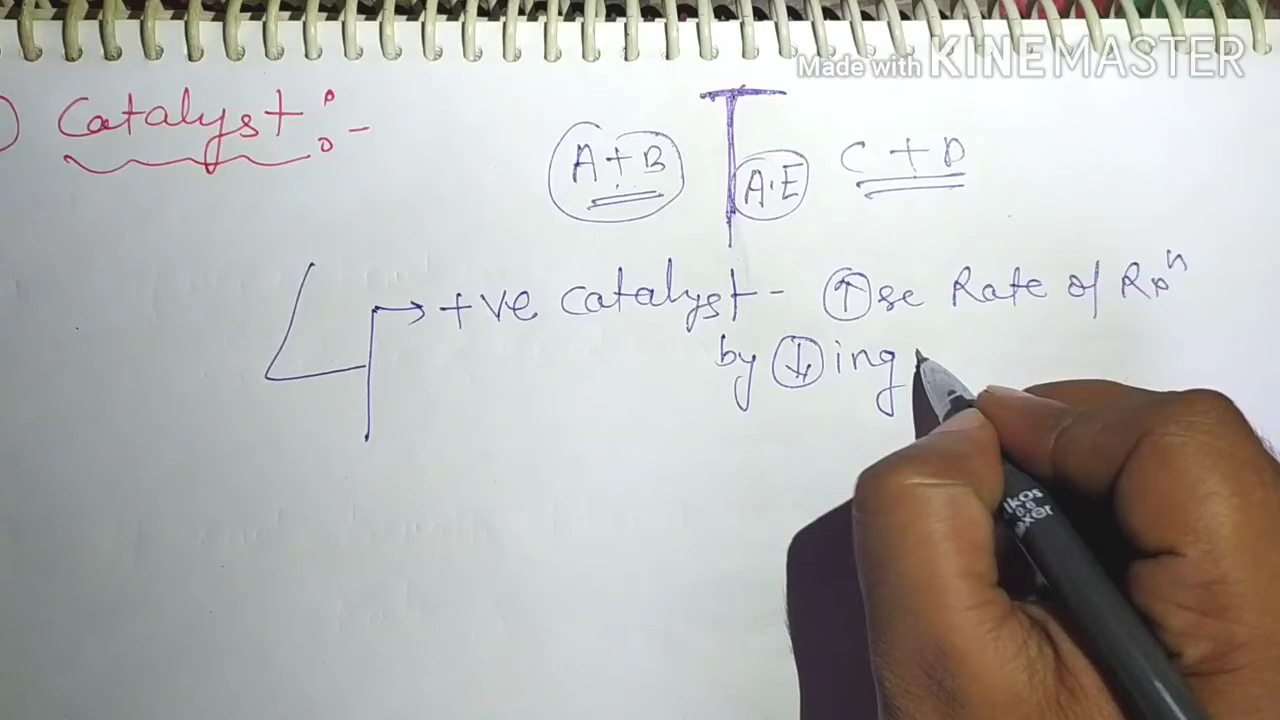 Made with KINEMASTER
Catalyst :-
A + B A.E C + D
→ +ve catalyst - ↑se Rate of Rxn
by ↓ing